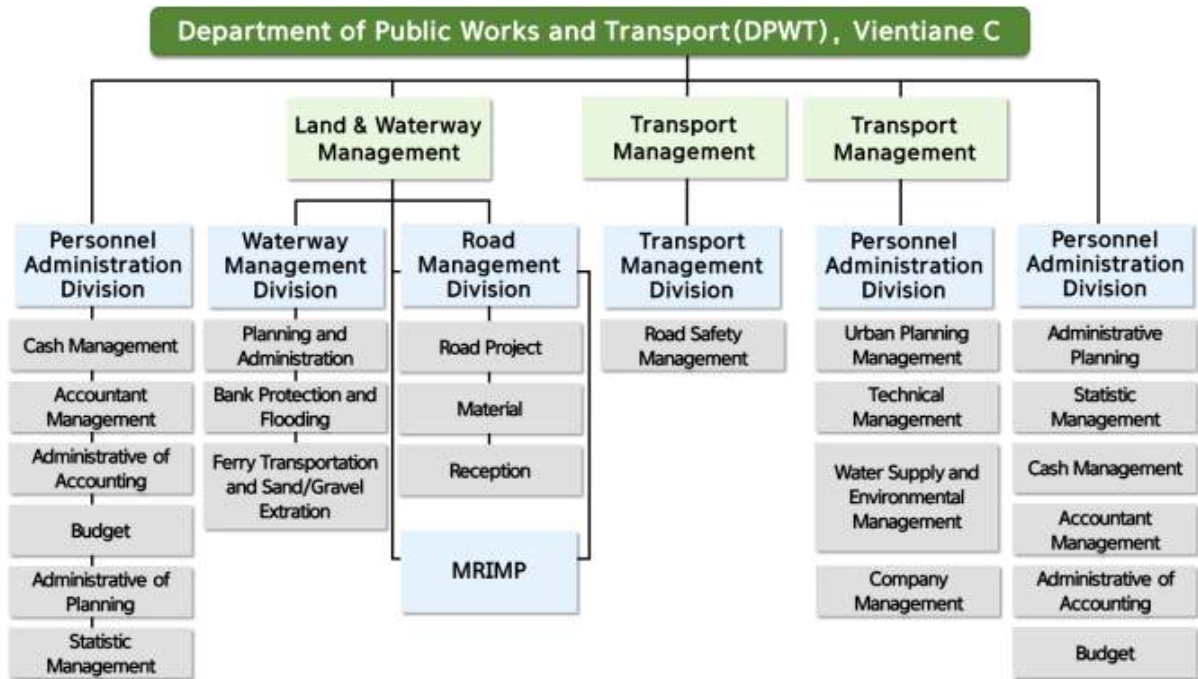 Department of Public Works and Transport(DPWT), Vientiane C
Land & Waterway
Management
Transport
Management
Transport
Management
Personnel
Administration
Division
Cash Management
Accountant
Management
Administrative of
Accounting
Budget
Administrative of
Planning
Statistic
Management
Waterway
Management
Division
Planning and
Administration
Bank Protection and
Flooding
Ferry Transportation
and Sand/Gravel
Extration
Road
Management
Division
Road Project
Material
Reception
MRIMP
Transport
Management
Division
Road Safety
Management
Personnel
Administration
Division
Urban Planning
Management
Technical
Management
Water Supply and
Environmental
Management
Company
Management
Personnel
Administration
Division
Administrative
Planning
Statistic
Management
Cash Management
Accountant
Management
Administrative of
Accounting
Budget